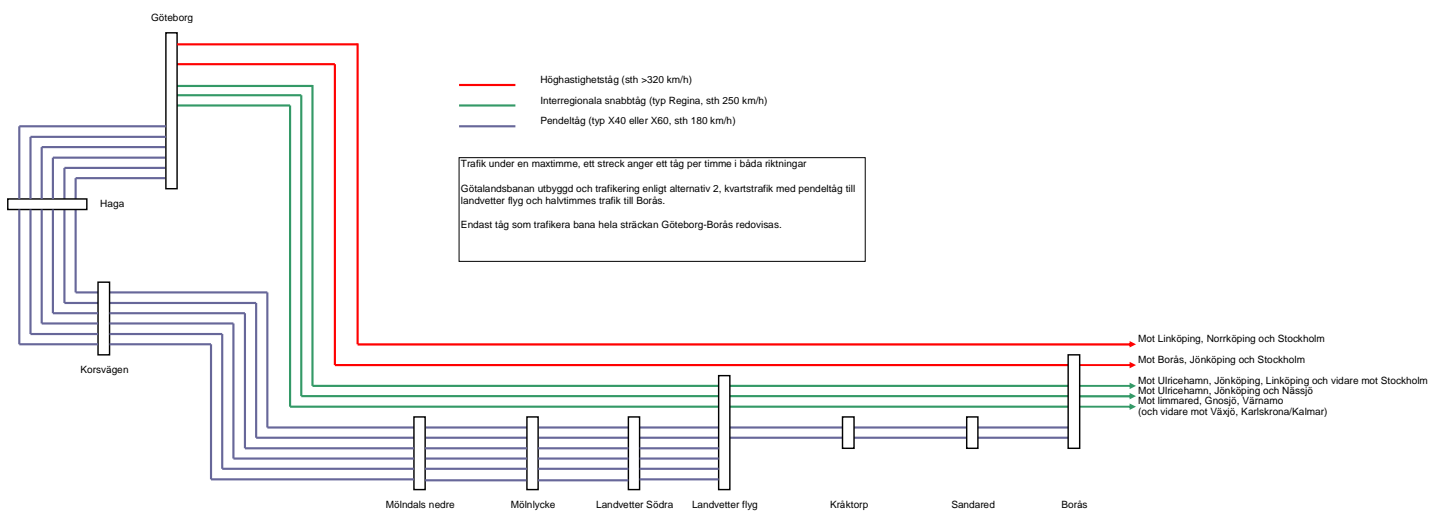 Göteborg
Höghastighetståg (sth >320 km/h)
Interregionala snabbtåg (typ Regina, sth 250 km/h)
Pendeltåg (typ X40 eller X60, sth 180 km/h)
Trafik under en maxtimme, ett streck anger ett tåg per timme i båda riktningar
Götalandsbanan utbyggd och trafikering enligt alternativ 2, kvartstrafik med pendeltåg till
landvetter flyg och halvtimmes trafik till Borås.
Endast tåg som trafikera bana hela sträckan Göteborg-Borås redovisas.
Haga
Korsvägen
Mot Linköping, Norrköping och Stockholm
Mot Borås, Jönköping och Stockholm
Mot Ulricehamn, Jönköping, Linköping och vidare mot Stockholm
Mot Ulricehamn, Jönköping och Nässjö
Mot limmared, Gnosjö, Värnamo
(och vidare mot Växjö, Karlskrona/Kalmar)
Mölndals nedre
Mölnlycke
Landvetter Södra
Landvetter flyg
Kråktorp
Sandared
Borås